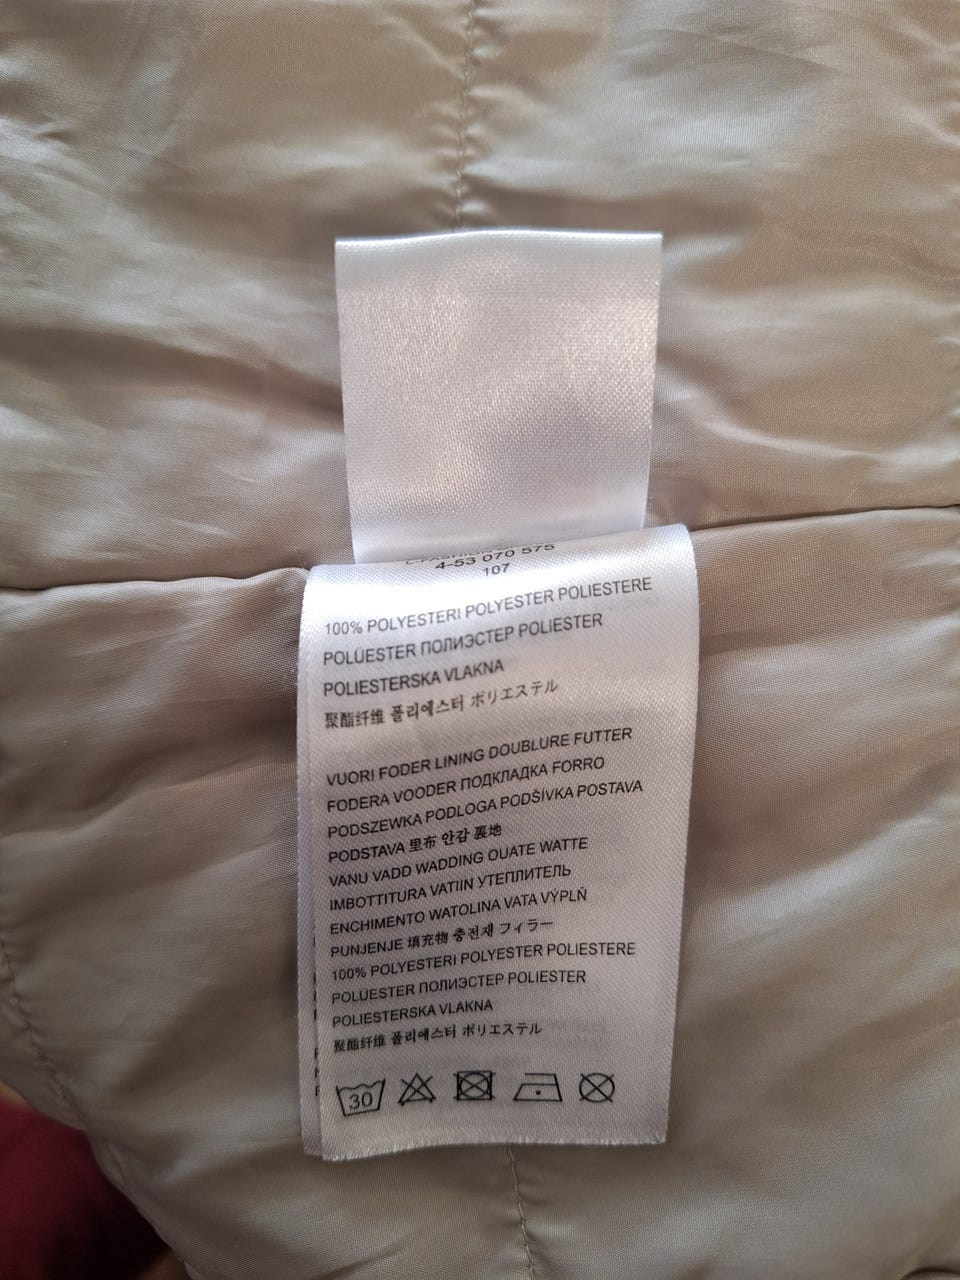 4-53 070 575
107
100% POLYESTERI POLYESTER POLIESTERE
POLÜESTER ПОЛИЭСТЕР POLIESTER
POLIESTERSKA VLAKNA
聚酯纤维 폴리에스터 ポリエステル
VUORI FODER LINING DOUBLURE FUTTER
FODERA VOODER ПОДКЛАДКА FORRO
PODSZEWKA PODLOGA PODŠÍVKA POSTAVA
PODSTAVA 里布 안감 裏地
VANU VADD WADDING OUATE WATTE
IMBOTTITURA VATIIN УТЕПЛИТЕЛЬ
ENCHIMENTO WATOLINA VATA VÝPLŇ
PUNJENJE 填充物 충전재 フィラー
100% POLYESTERI POLYESTER POLIESTERE
POLÜESTER ПОЛИЭСТЕР POLIESTER
POLIESTERSKA VLAKNA
聚酯纤维 폴리에스터 ポリエステル
30